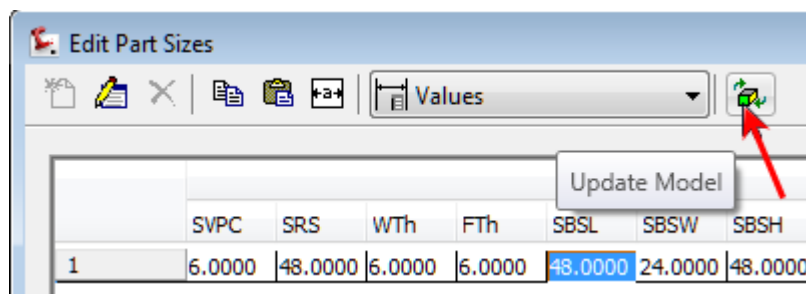 Edit Part Sizes
a
Values
Update Model
SVPC SRS WTh FTh SBSL SBSW SBSH
1 6.0000 48.0000 6.0000 6.0000 48.0000 24.0000 48.0000